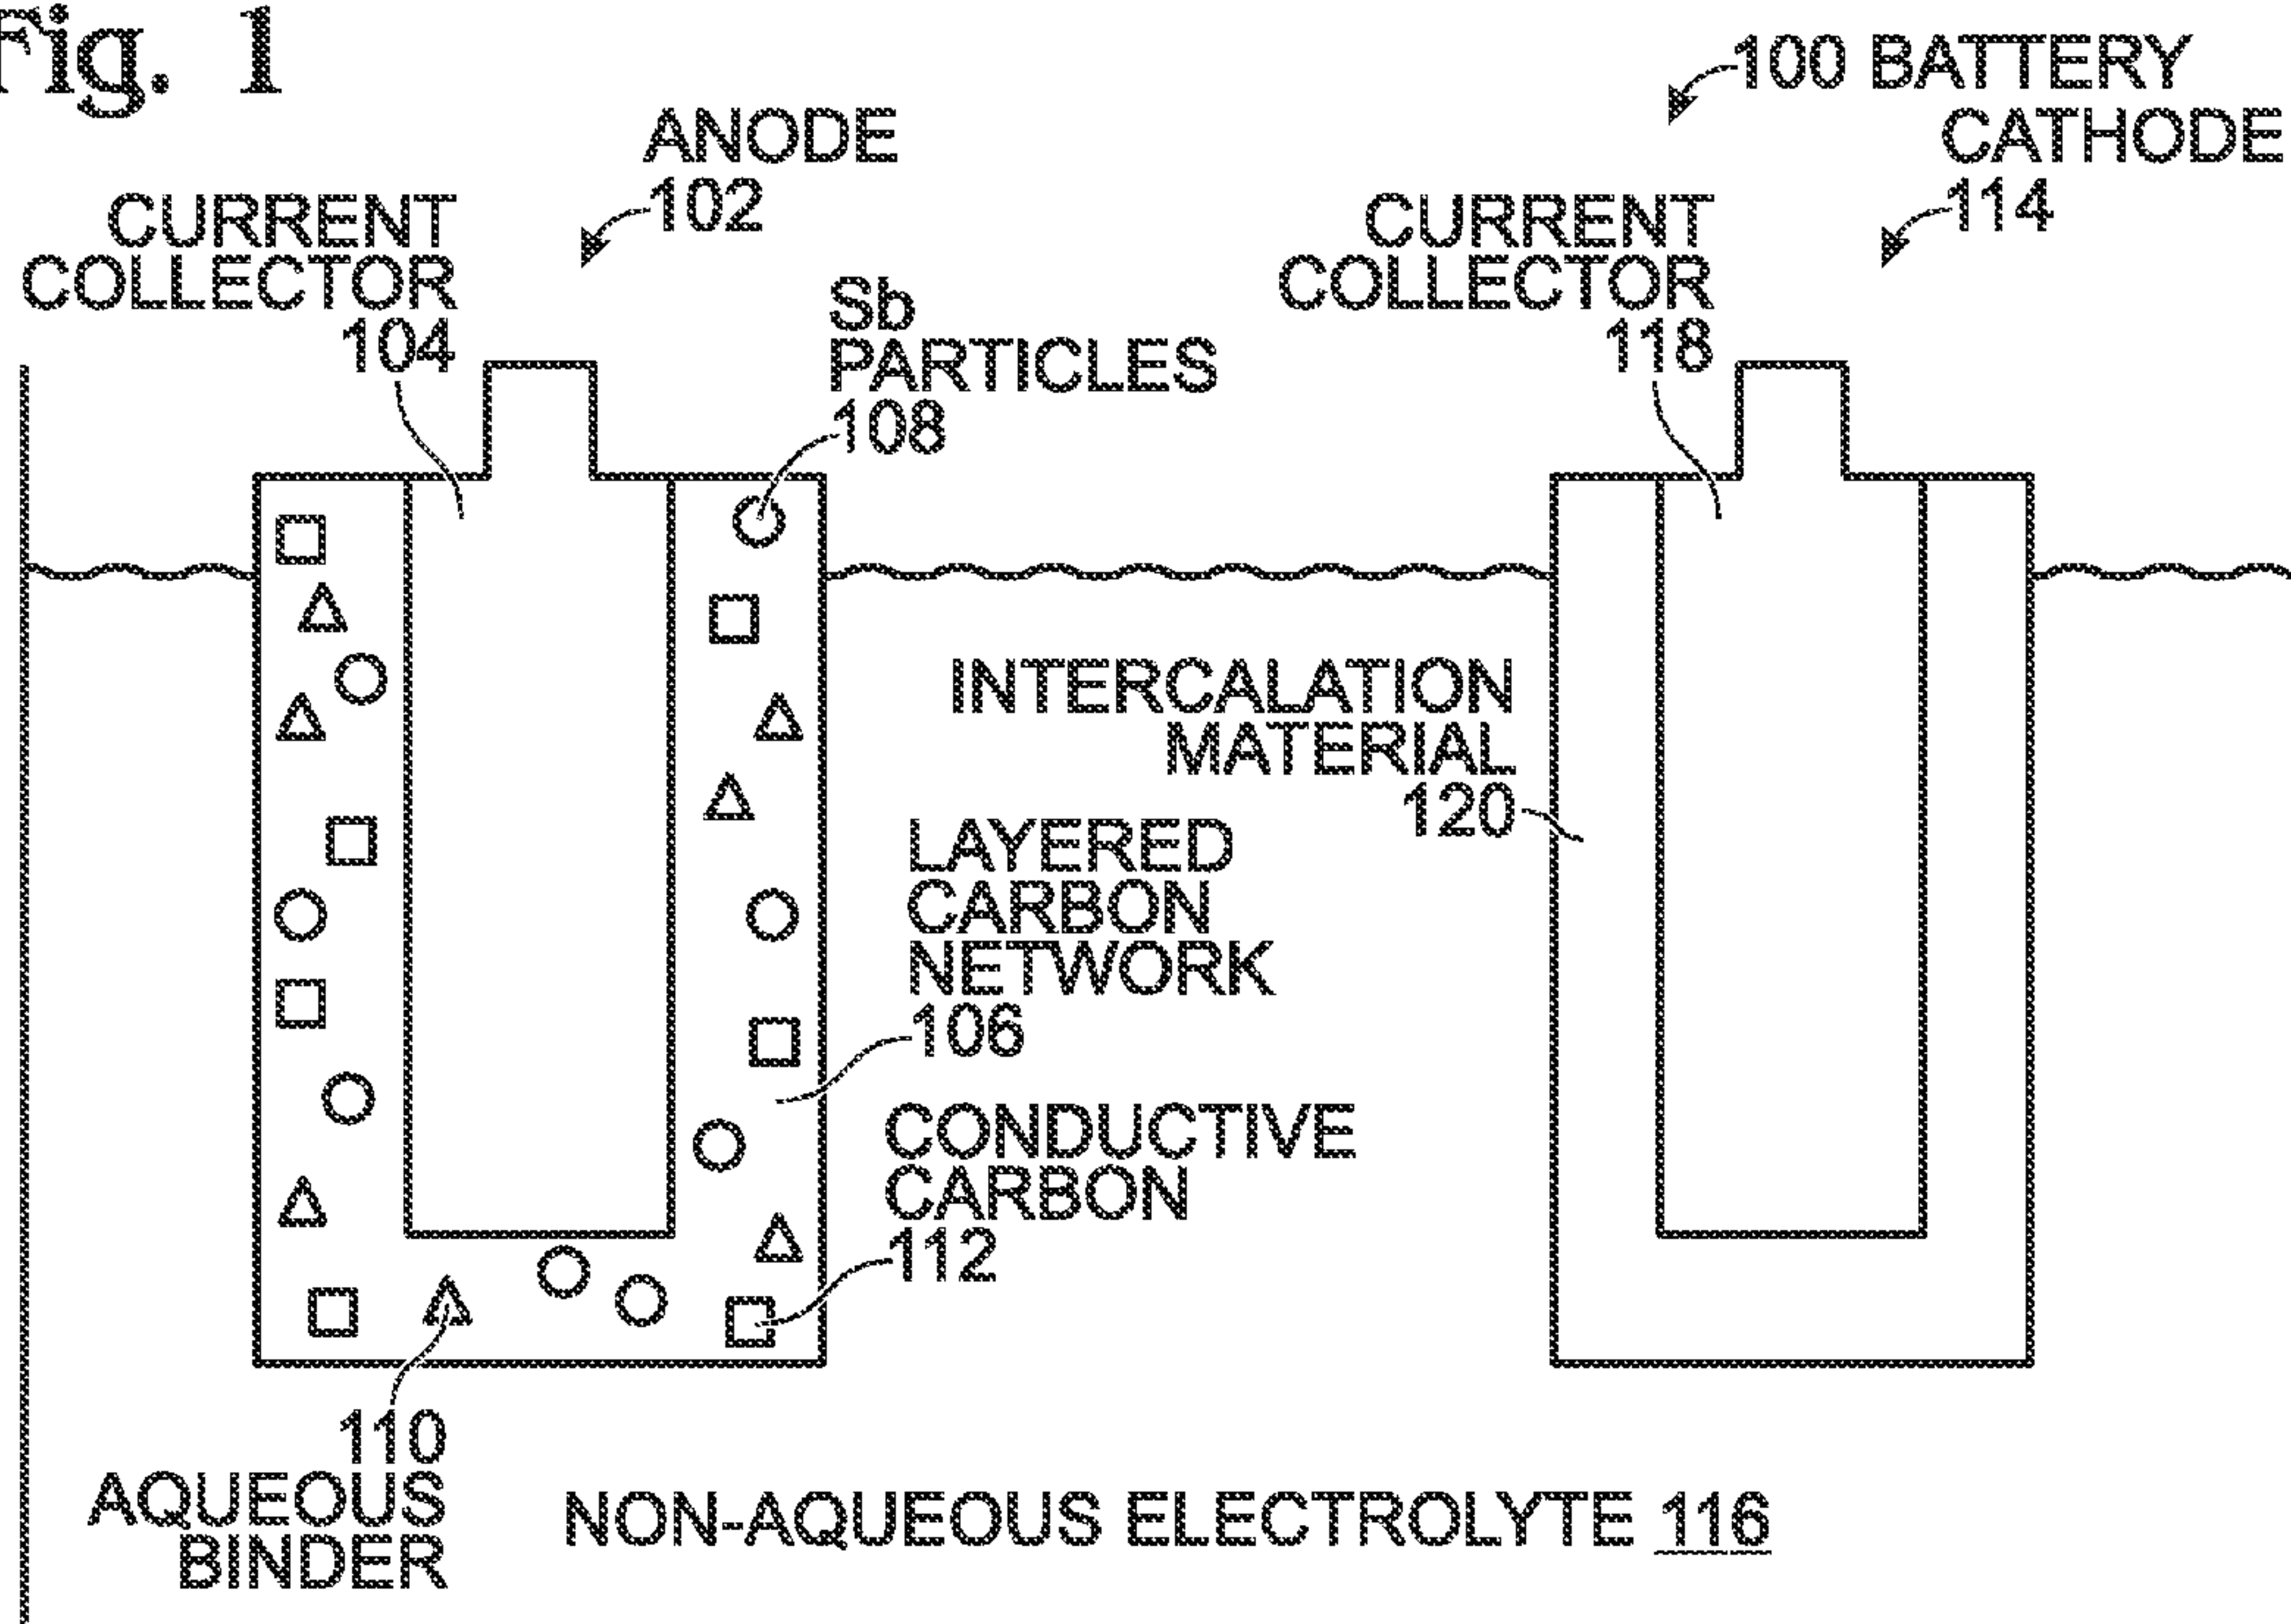 Fig. 1
100 BATTERY
ANODE
102
CATHODE
114
CURRENT
COLLECTOR
104
CURRENT
COLLECTOR
118
Sb
PARTICLES
108
INTERCALATION
MATERIAL
120
LAYERED
CARBON
NETWORK
106
CONDUCTIVE
CARBON
112
110
AQUEOUS
BINDER
NON-AQUEOUS ELECTROLYTE 116